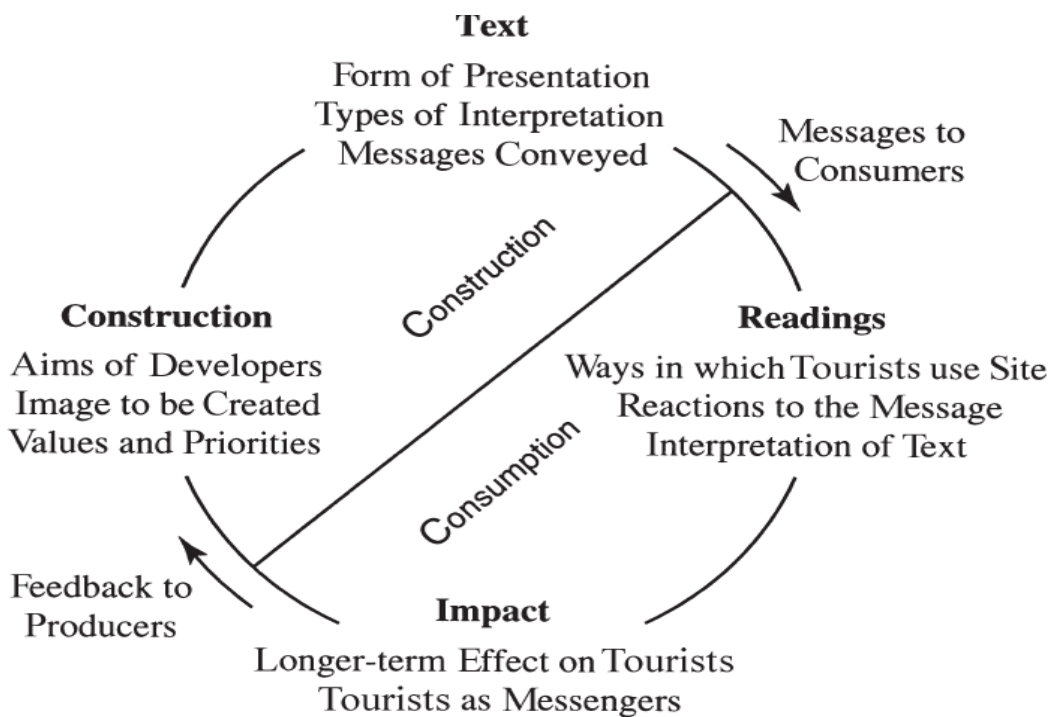 Text
Form of Presentation
Types of Interpretation
Messages Conveyed
Messages to
Consumers
Construction
Construction
Aims of Developers
Image to be Created
Values and Priorities
Readings
Ways in which Tourists use Site
Reactions to the Message
Interpretation of Text
Consumption
Feedback to
Producers
Impact
Longer-term Effect on Tourists
Tourists as Messengers